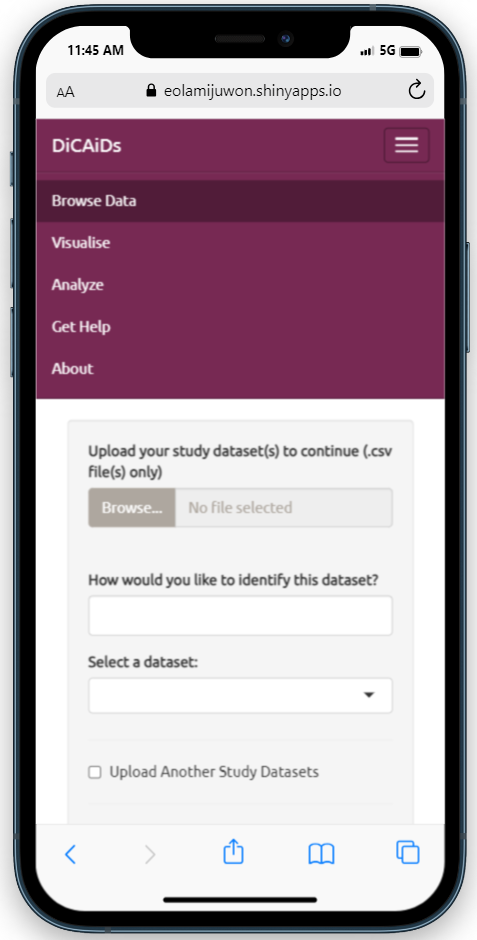 11:45 AM
5G
AA
eolamijuwon.shinyapps.io
DiCAiDs
Browse Data
Visualise
Analyze
Get Help
About
Upload your study dataset(s) to continue (.csv
file(s) only)
Browse...
No file selected
How would you like to identify this dataset?
Select a dataset:
Upload Another Study Datasets